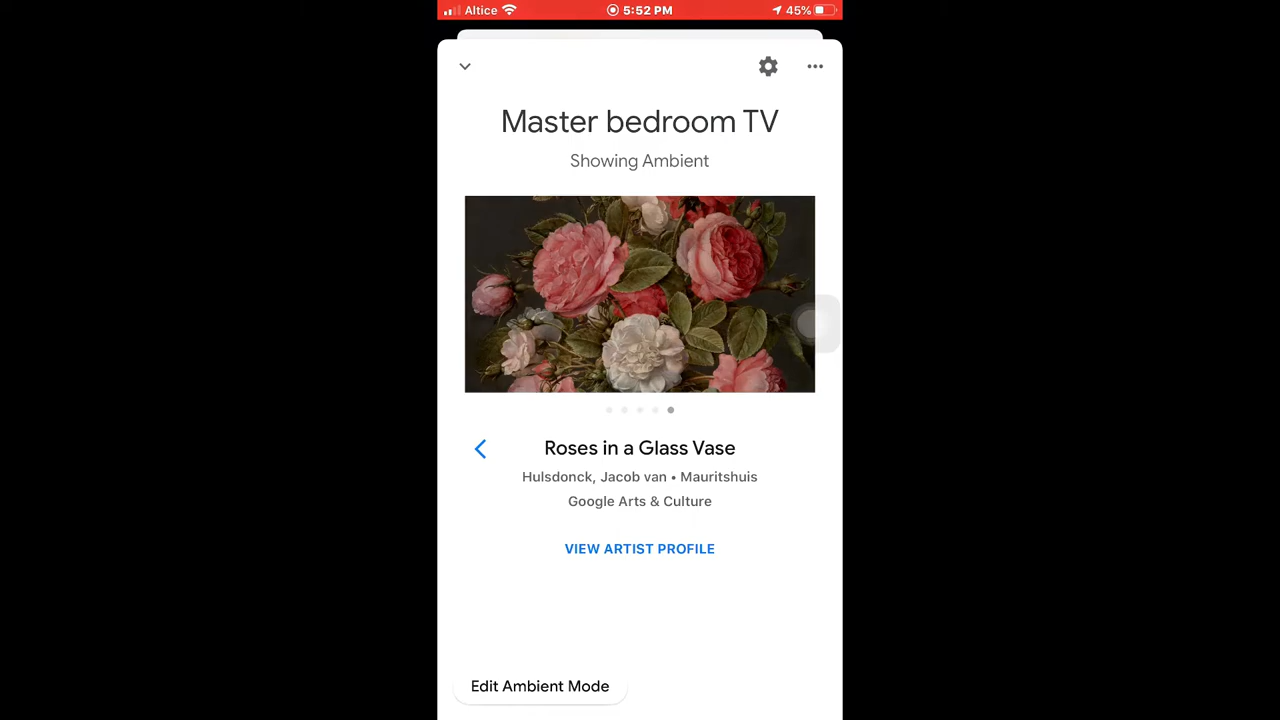 Altice 5:52 PM 45%
Master bedroom TV
Showing Ambient
Roses in a Glass Vase
Hulsdonck, Jacob van • Mauritshuis
Google Arts & Culture
VIEW ARTIST PROFILE
Edit Ambient Mode